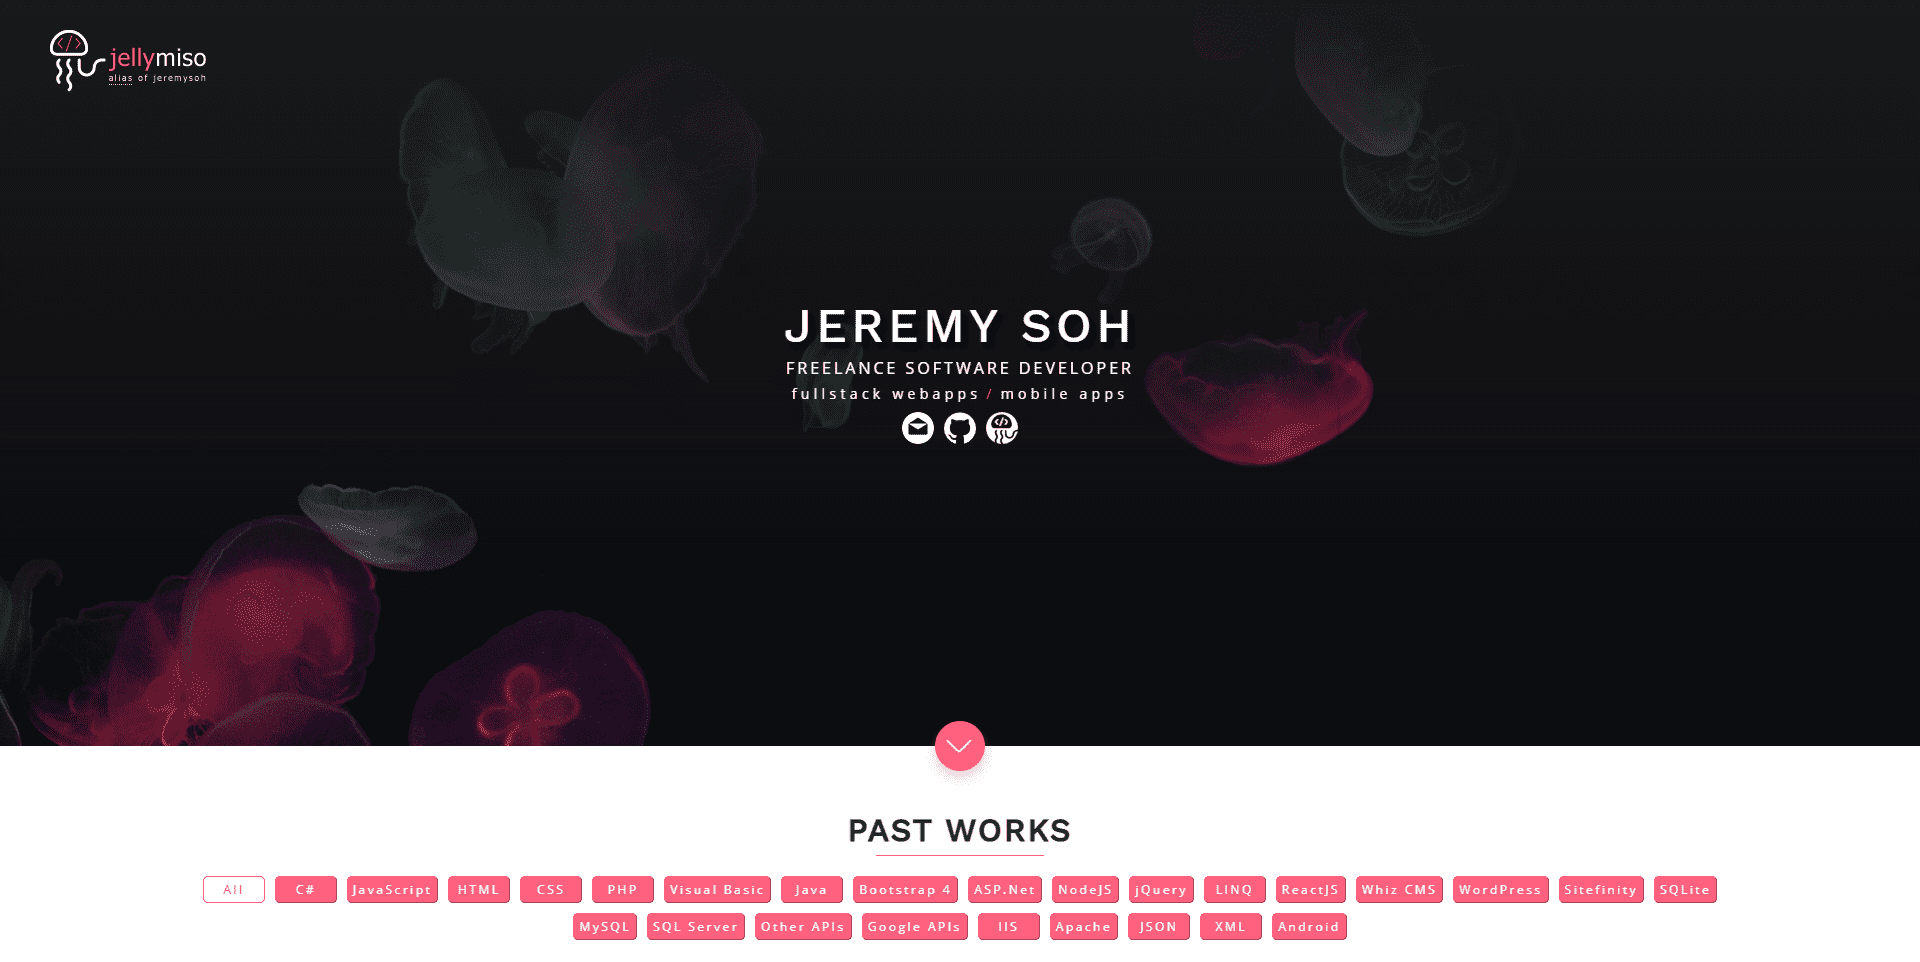 jellymiso
alias of jeremysoh
JEREMY SOH
FREELANCE SOFTWARE DEVELOPER
fullstack webapps / mobile apps
PAST WORKS
All C# JavaScript HTML CSS PHP Visual Basic Java Bootstrap 4 ASP.Net NodeJS jQuery LINQ ReactJS Whiz CMS WordPress Sitefinity SQLite
MySQL SQL Server Other APIs Google APIs IIS Apache JSON XML Android